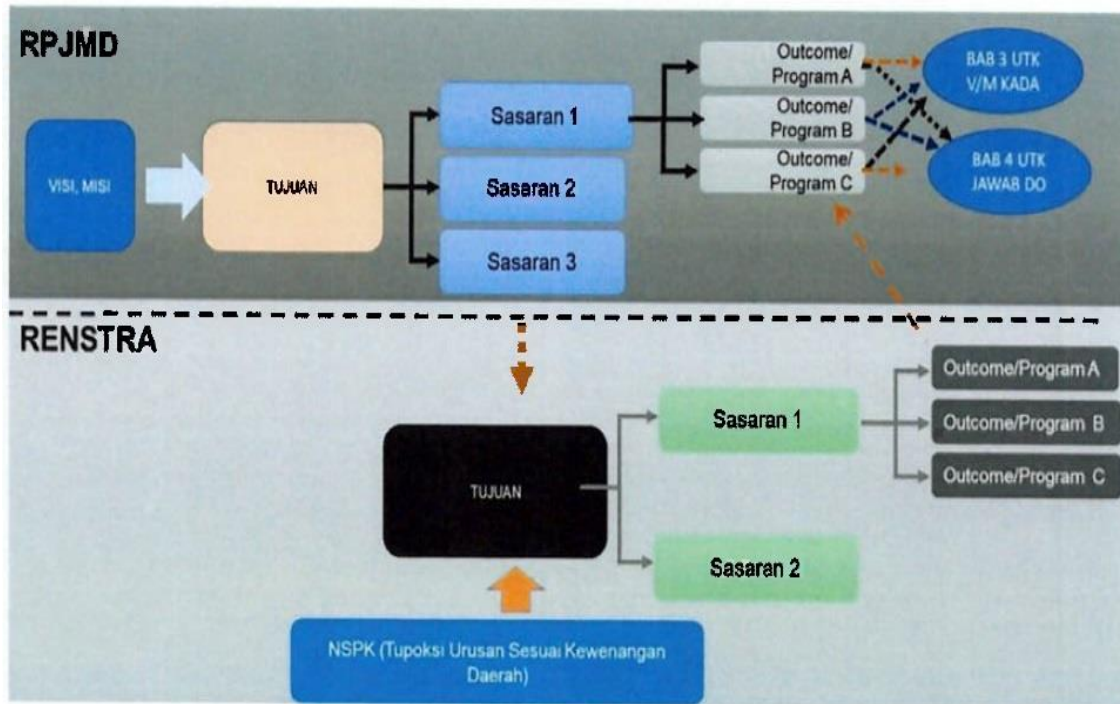 RPJMD
VISI, MISI
TUJUAN
Sasaran 1
Sasaran 2
Sasaran 3
Outcome/
Program A
Outcome/
Program B
Outcome/
Program C
BAB 3 UTK
V/M KADA
BAB 4 UTK
JAWAB DO
RENSTRA
TUJUAN
Sasaran 1
Sasaran 2
Outcome/Program A
Outcome/Program B
Outcome/Program C
NSPK (Tupoksi Urusan Sesuai Kewenangan
Daerah)